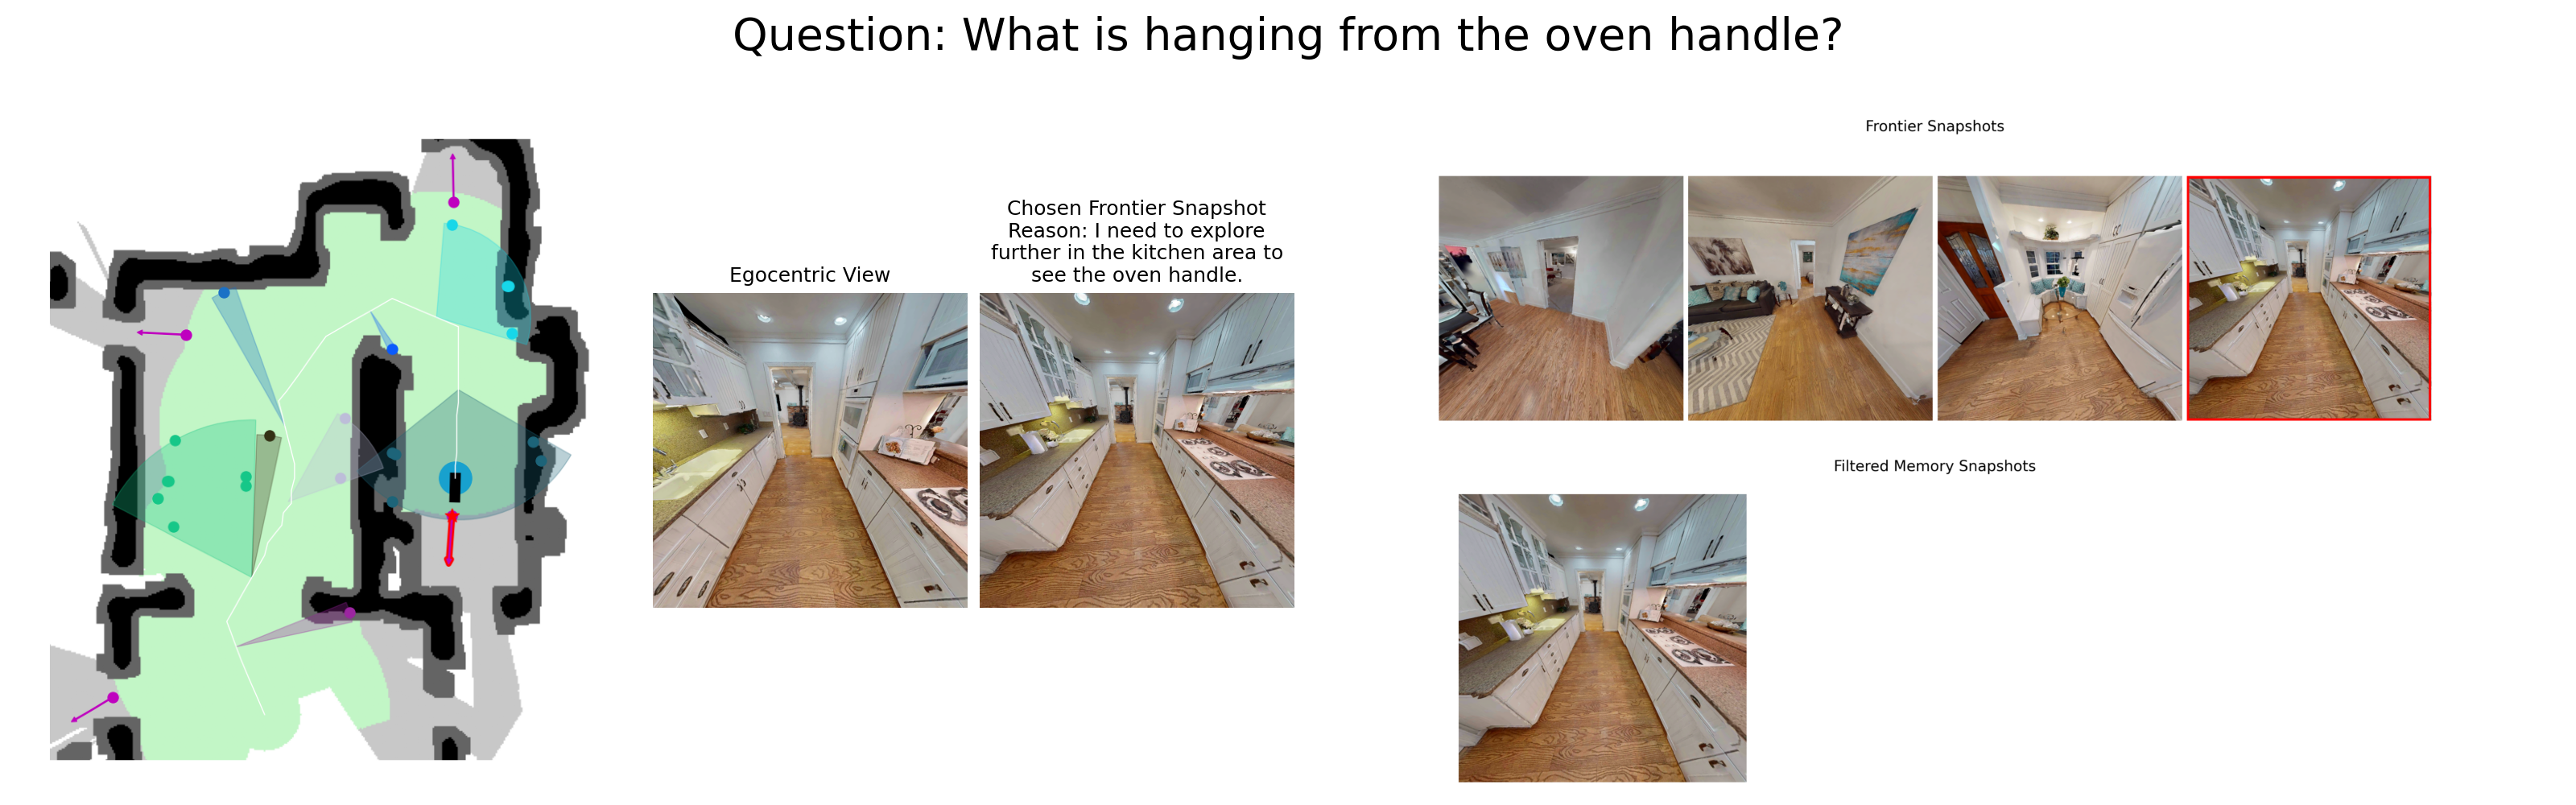 Question: What is hanging from the oven handle?
Frontier Snapshots
Chosen Frontier Snapshot
Reason: I need to explore
further in the kitchen area to
see the oven handle.
Egocentric View
Filtered Memory Snapshots